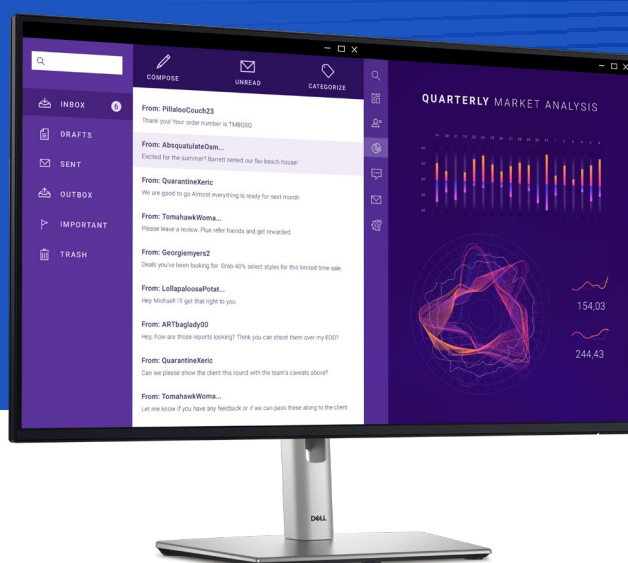 COMPOSE
UNREAD
CATEGORIZE
INBOX 6
DRAFTS
SENT
OUTBOX
IMPORTANT
TRASH
From: PillalooCouch23
Thank you! Your order number is TMBQ5Q
From: AbsquatulateOsm...
Excited for the summer? Barrett rented our fav beach house!
From: QuarantineXeric
We are good to go Almost everything is ready for next month
From: TomahawkWoma...
Please leave a review. Plus refer friends and get rewarded.
From: Georgiemyers2
Deals you've been looking for. Grab 40% select styles for this limited-time sale.
From: LollapaloosaPotat...
Hey Michael! I'll get that right to you.
From: ARTbaglady00
Hey, how are those reports looking? Think you can shoot them over my EOD?
From: QuarantineXeric
Can we please show the client this round with the team's caveats above?
From: TomahawkWoma...
Let me know if you have any feedback or if we can pass these along to the client
QUARTERLY MARKET ANALYSIS
154,03
244,43
DELL